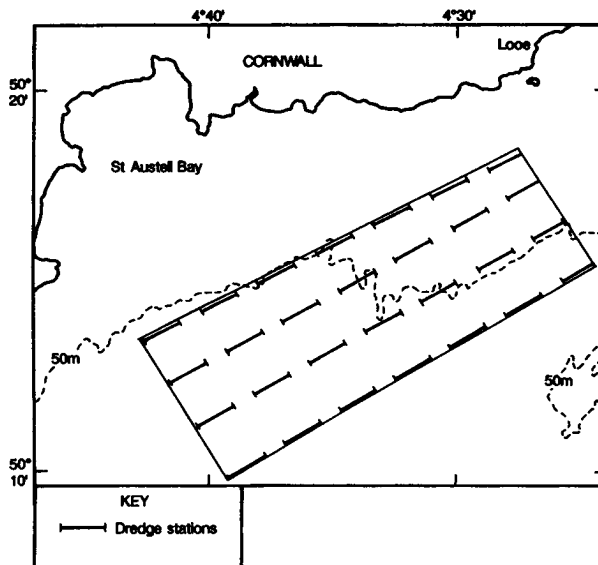 4°40'
4°30'
Looe
CORNWALL
50°
20'
St Austell Bay
50m
50m
50°
10'
KEY
Dredge stations